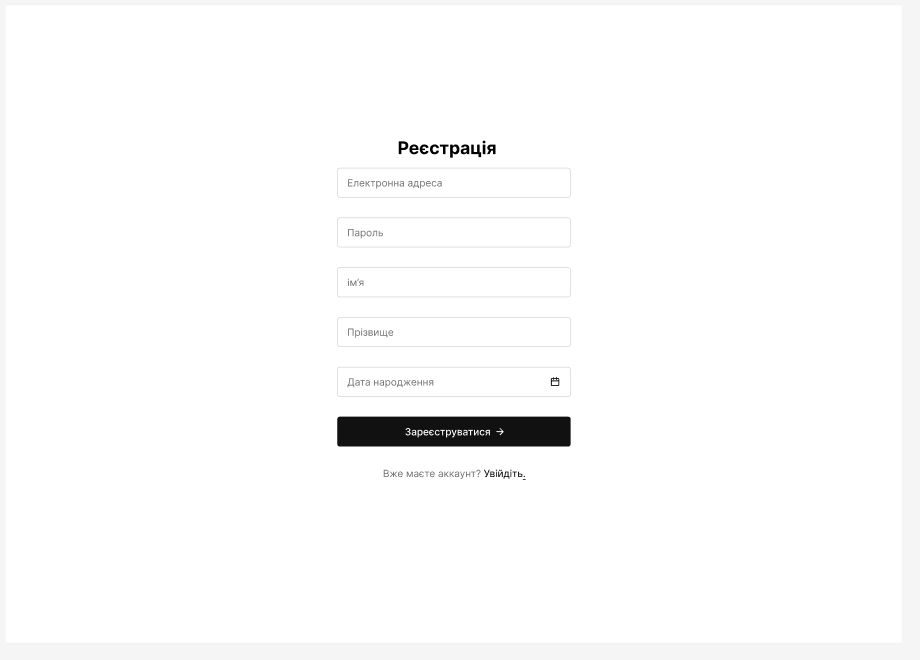 Реєстрація
Електронна адреса
Пароль
ім'я
Прізвище
Дата народження
Зареєструватися →
Вже маєте аккаунт? Увійдіть.